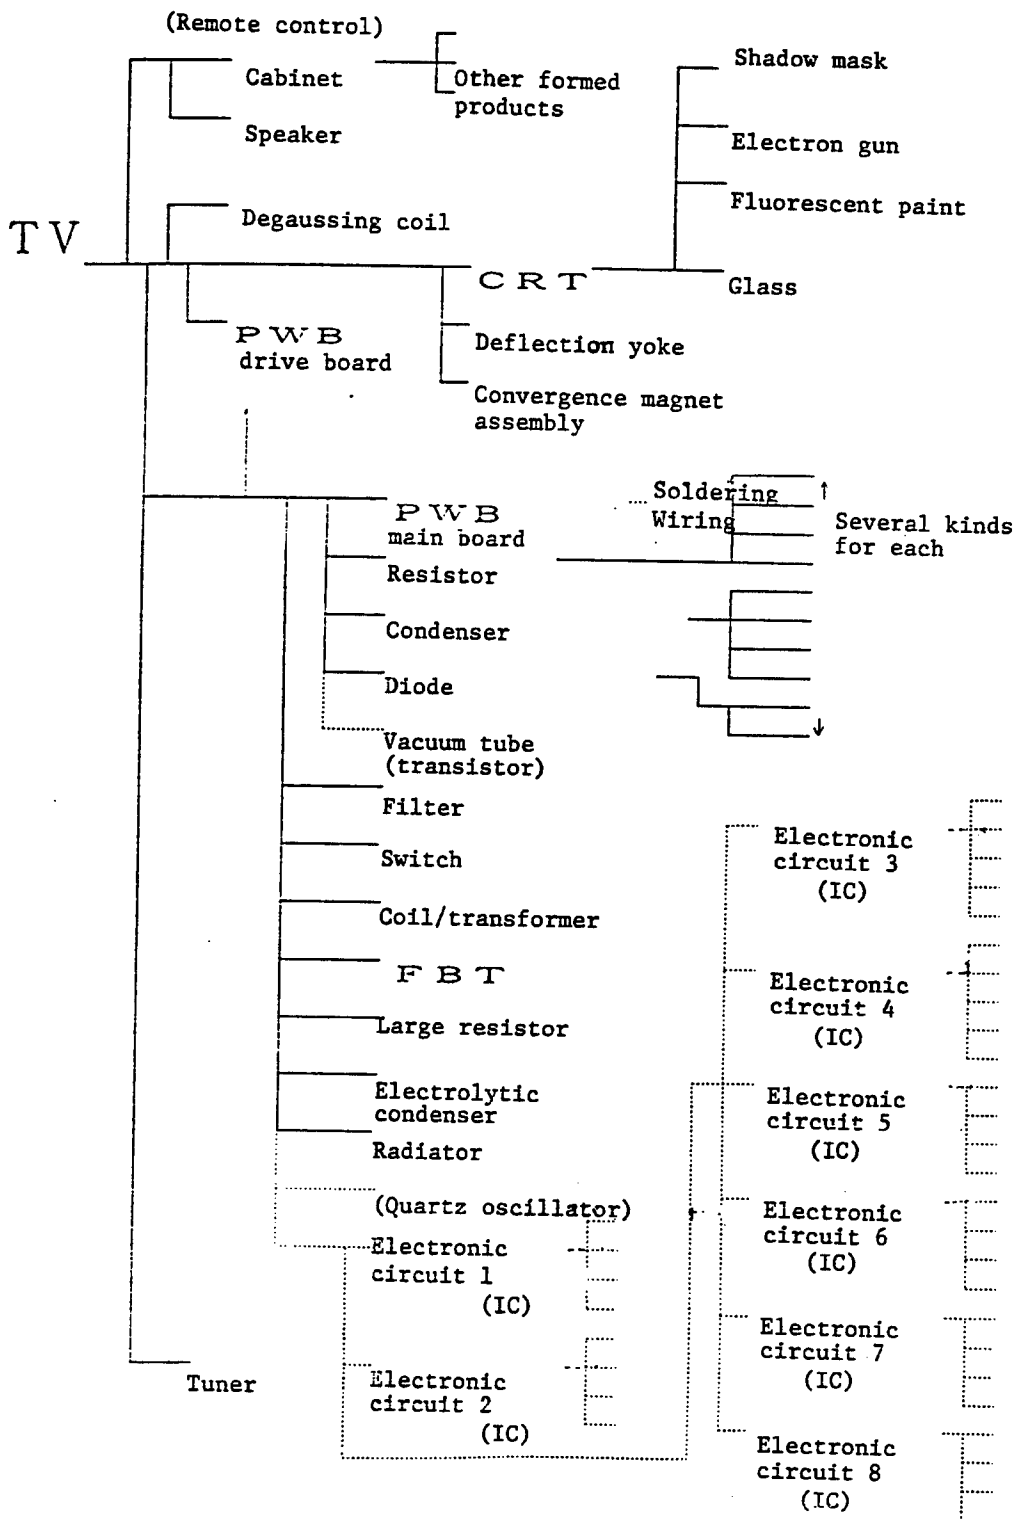 (Remote control)
Cabinet
Other formed
products
Speaker
Shadow mask
Electron gun
Fluorescent paint
Glass
Degaussing coil
TV
CRT
PWB
drive board
Deflection yoke
Convergence magnet
assembly
PWB
main board
Soldering
Wiring
↑
Several kinds
for each
↓
Resistor
Condenser
Diode
Vacuum tube
(transistor)
Filter
Switch
Coil/transformer
FBT
Large resistor
Electrolytic
condenser
Radiator
(Quartz oscillator)
Electronic
circuit 1
(IC)
Electronic
circuit 2
(IC)
Tuner
Electronic
circuit 3
(IC)
Electronic
circuit 4
(IC)
Electronic
circuit 5
(IC)
Electronic
circuit 6
(IC)
Electronic
circuit 7
(IC)
Electronic
circuit 8
(IC)